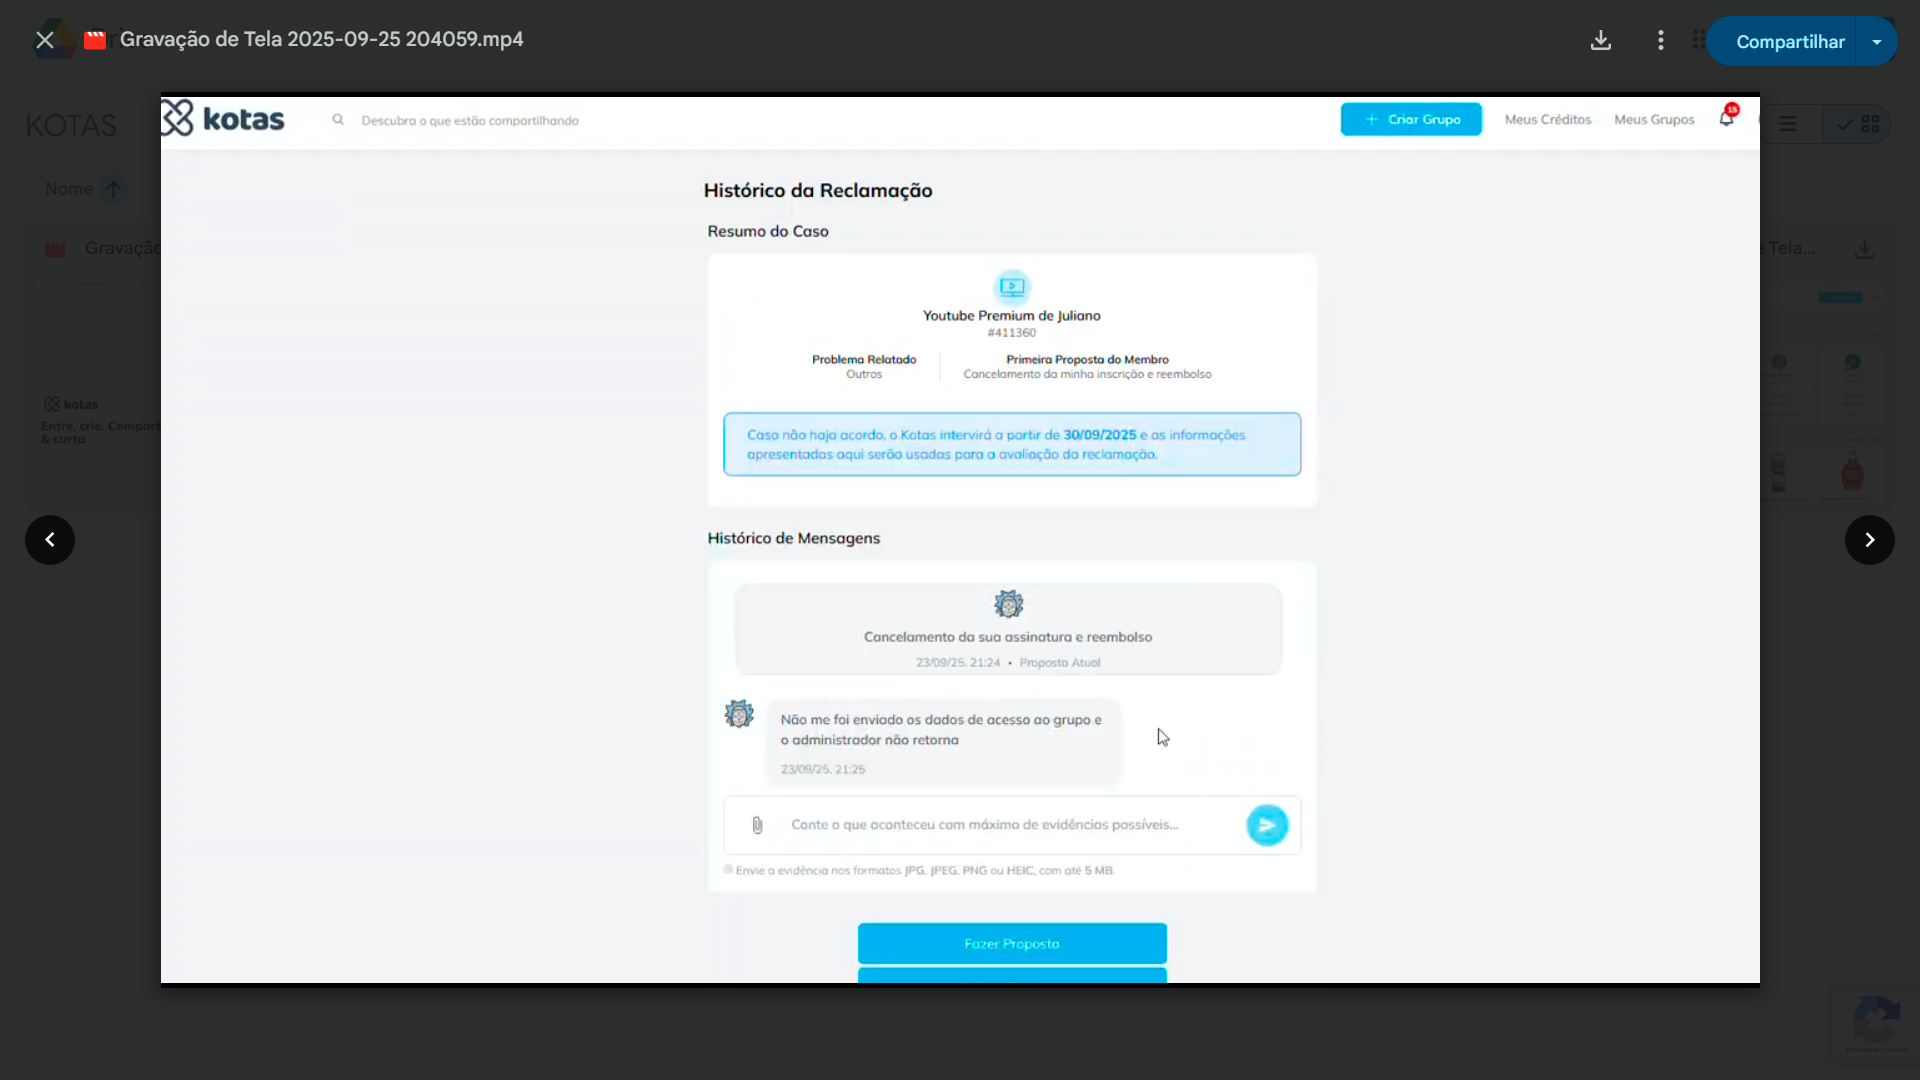 Gravação de Tela 2025-09-25 204059.mp4
Compartilhar
KOTAS
Nome
Gravação
Tela...
kotas
Entre, crie. Compart
& curta
kotas
Descubra o que estão compartilhando
Criar Grupo
Meus Créditos
Meus Grupos
Histórico da Reclamação
Resumo do Caso
Youtube Premium de Juliano
#411360
Problema Relatado
Outros
Primeira Proposta do Membro
Cancelamento da minha inscrição e reembolso
Caso não haja acordo, o Kotas intervirá a partir de 30/09/2025 e as informações
apresentadas aqui serão usadas para a avaliação da reclamação.
Histórico de Mensagens
Cancelamento da sua assinatura e reembolso
23/09/25, 21:24 • Proposta Atual
Não me foi enviado os dados de acesso ao grupo e
o administrador não retorna
23/09/25, 21:25
Conte o que aconteceu com máximo de evidências possíveis...
Envie a evidência nos formatos JPG, JPEG, PNG ou HEIC, com até 5 MB.
Fazer Proposta